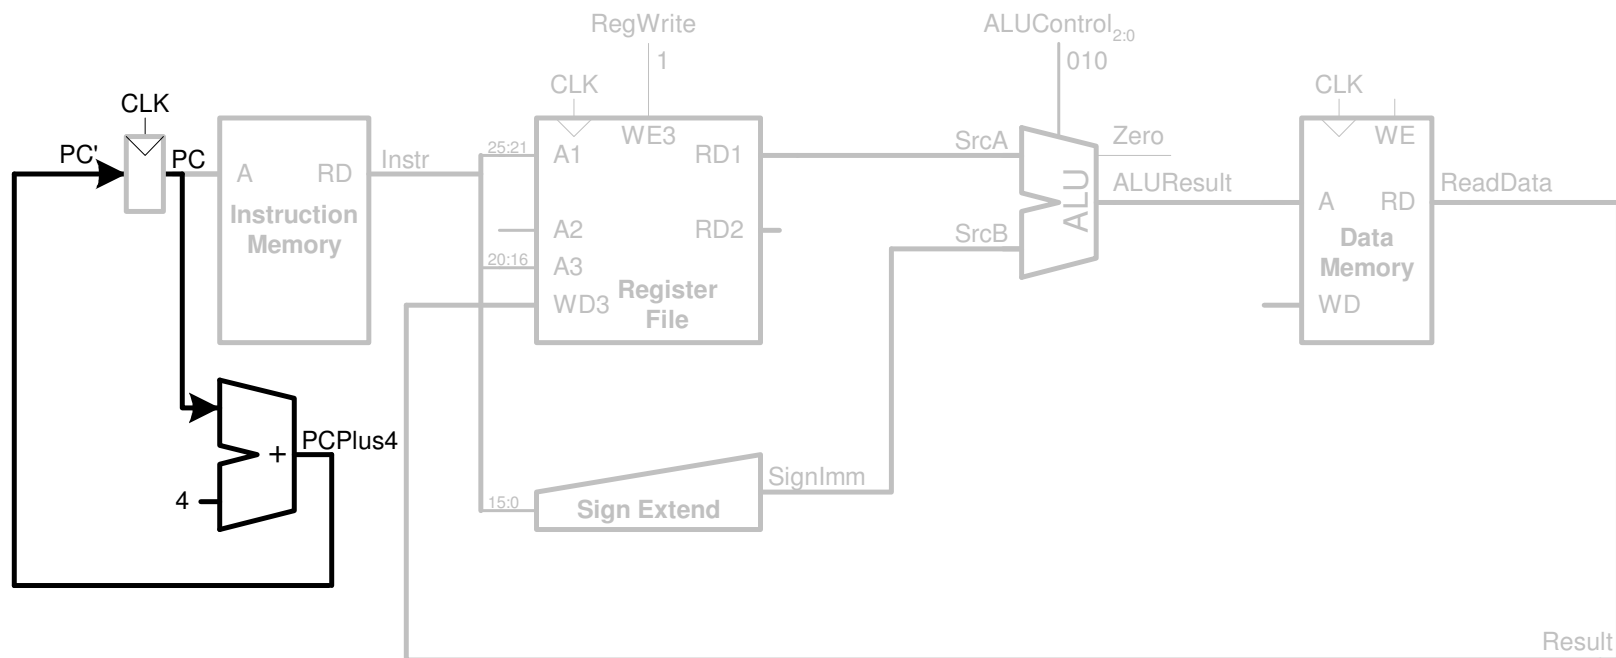 RegWrite
ALUControl2:0
1
010
CLK
CLK
CLK
PC'
PC
A
RD
Instruction
Memory
Instr
25:21
A1
WE3
RD1
A2
RD2
20:16
A3
WD3
Register
File
SrcA
SrcB
ALU
Zero
ALUResult
WE
A
RD
Data
Memory
WD
ReadData
+
PCPlus4
4
15:0
Sign Extend
SignImm
Result